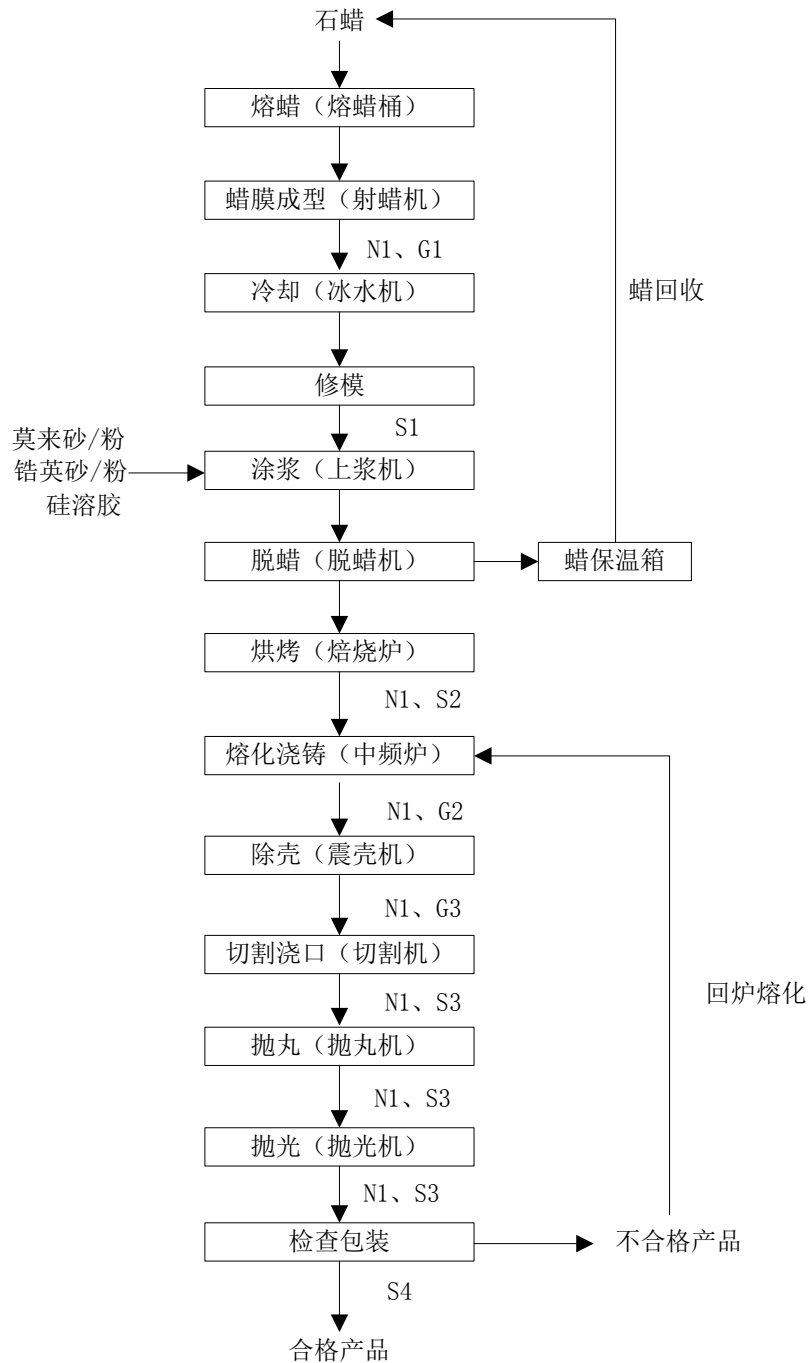 石蜡
熔蜡（熔蜡桶）
蜡膜成型（射蜡机）
N1、G1
冷却（冰水机）
蜡回收
修模
S1
莫来砂/粉
锆英砂/粉
硅溶胶
涂浆（上浆机）
脱蜡（脱蜡机）
蜡保温箱
烘烤（焙烧炉）
N1、S2
熔化浇铸（中频炉）
N1、G2
除壳（震壳机）
N1、G3
切割浇口（切割机）
N1、S3
回炉熔化
抛丸（抛丸机）
N1、S3
抛光（抛光机）
N1、S3
检查包装
不合格产品
S4
合格产品